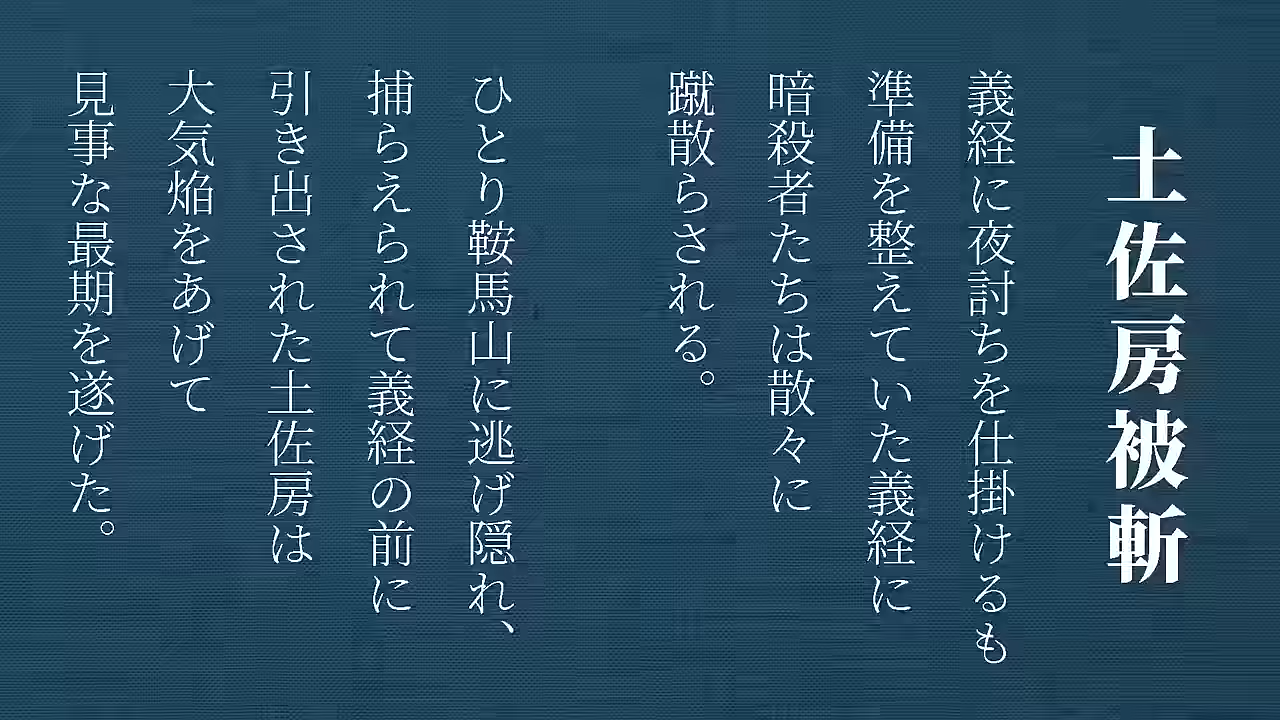 土佐房被斬
義経に夜討ちを仕掛けるも
準備を整えていた義経に
暗殺者たちは散々に
蹴散らされる。
ひとり鞍馬山に逃げ隠れ、
捕らえられて義経の前に
引き出された土佐房は
大気焔をあげて
見事な最期を遂げた。